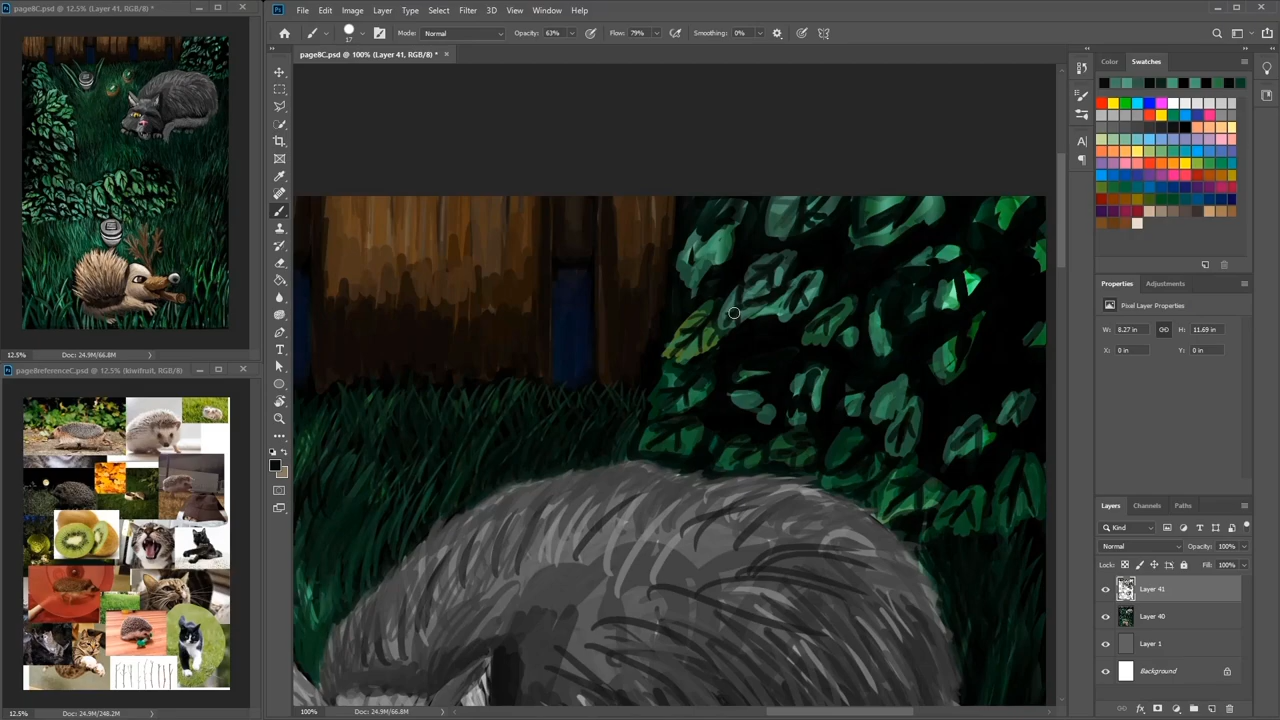 page8C.psd @ 12.5% (Layer 41, RGB/8) *
12.5%
Doc: 24.9M/66.8M
page8referenceC.psd @ 12.5% (kiwifruit, RGB/8)
12.5%
Doc: 24.9M/248.2M
Ps
File
Edit
Image
Layer
Type
Select
Filter
3D
View
Window
Help
17
Mode:
Normal
Opacity:
63%
Flow:
79%
Smoothing:
0%
page8C.psd @ 100% (Layer 41, RGB/8) *
100%
Doc: 24.9M/66.8M
Color
Swatches
Properties
Adjustments
Pixel Layer Properties
W: 8.27 in
H: 11.69 in
X: 0 in
Y: 0 in
Layers
Channels
Paths
Kind
Normal
Opacity: 100%
Lock:
Fill: 100%
Layer 41
Layer 40
Layer 1
Background